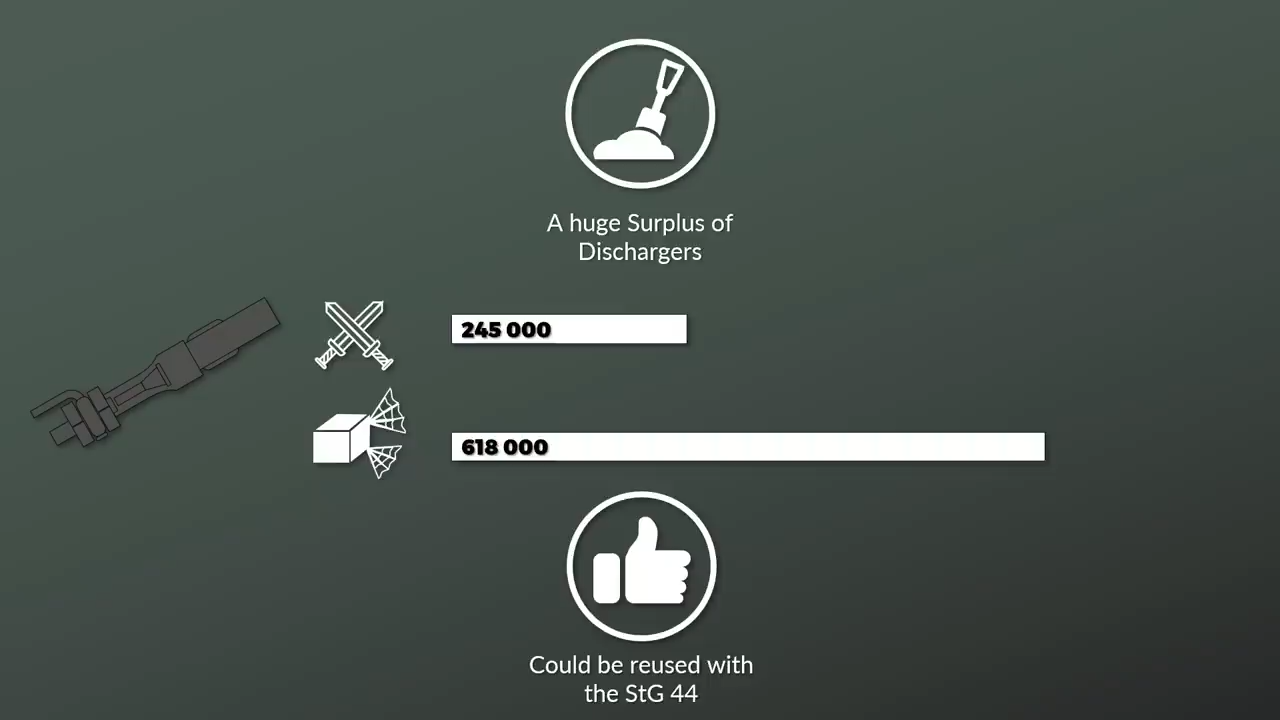 A huge Surplus of
Dischargers
245 000
618 000
Could be reused with
the StG 44